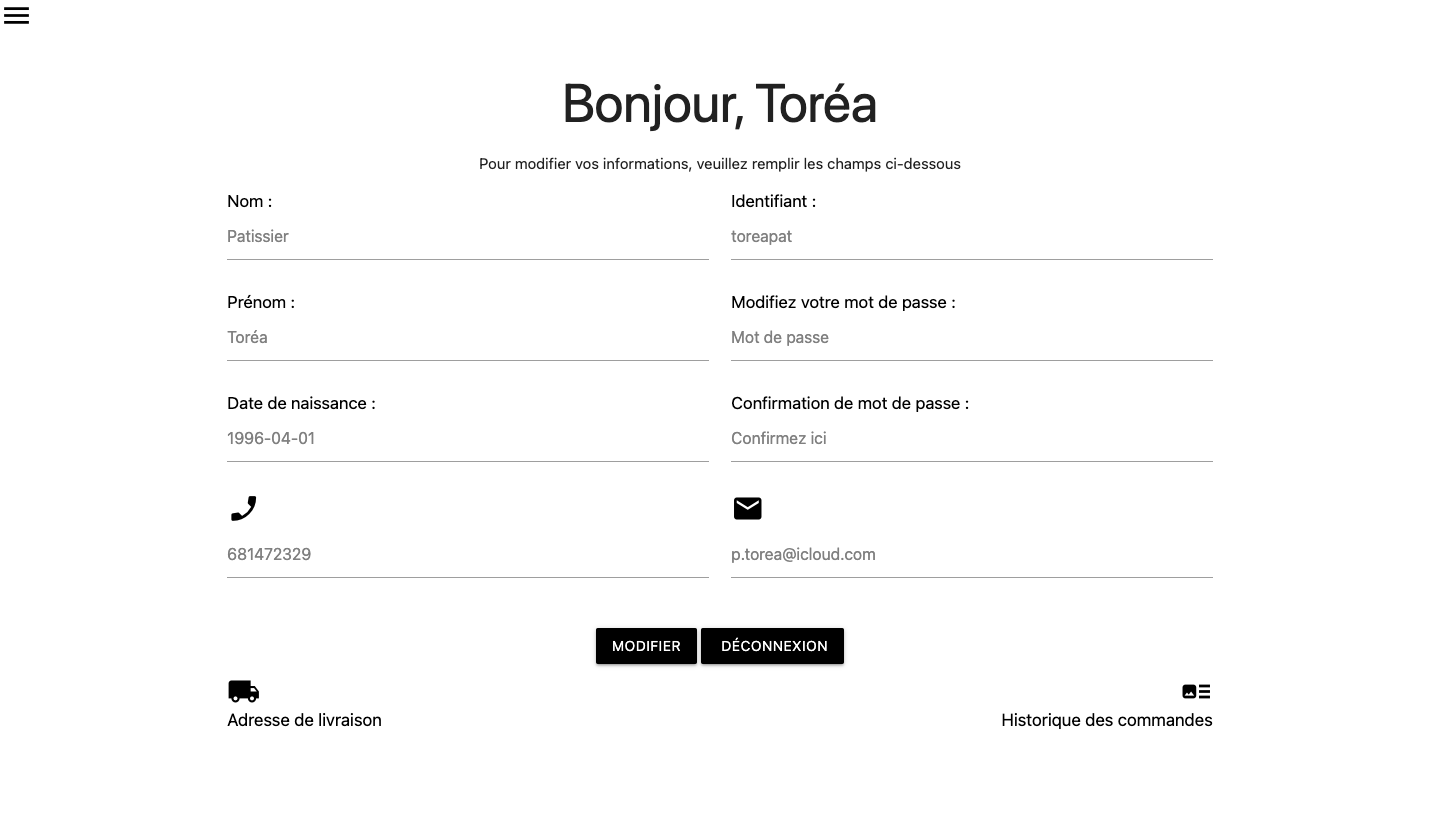 Bonjour, Toréa
Pour modifier vos informations, veuillez remplir les champs ci-dessous
Nom :
Patissier
Identifiant :
toreapat
Prénom :
Toréa
Modifiez votre mot de passe :
Mot de passe
Date de naissance :
1996-04-01
Confirmation de mot de passe :
Confirmez ici
681472329
p.torea@icloud.com
MODIFIER
DÉCONNEXION
Adresse de livraison
Historique des commandes